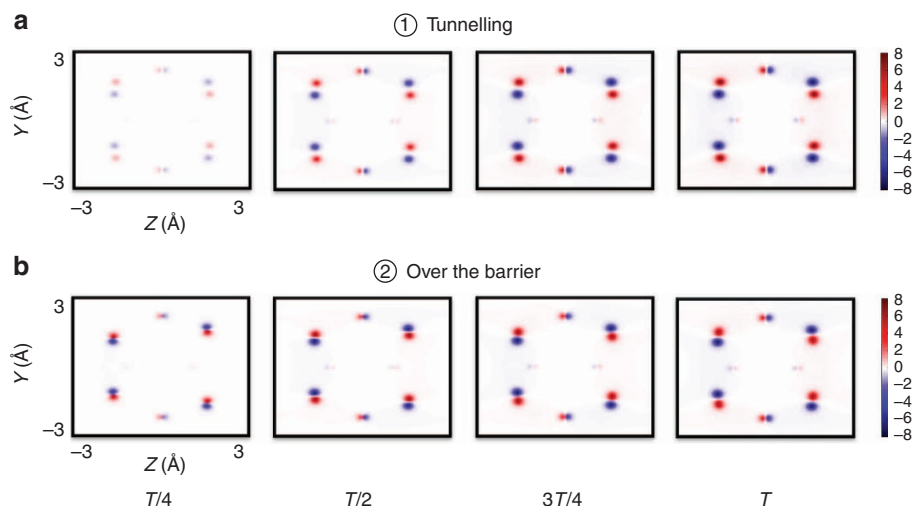 a
① Tunnelling
3
Y (Å)
–3
–3 3
Z (Å)
8
6
4
2
0
–2
–4
–6
–8
b
② Over the barrier
3
Y (Å)
–3
–3 3
Z (Å)
8
6
4
2
0
–2
–4
–6
–8
T/4 T/2 3T/4 T